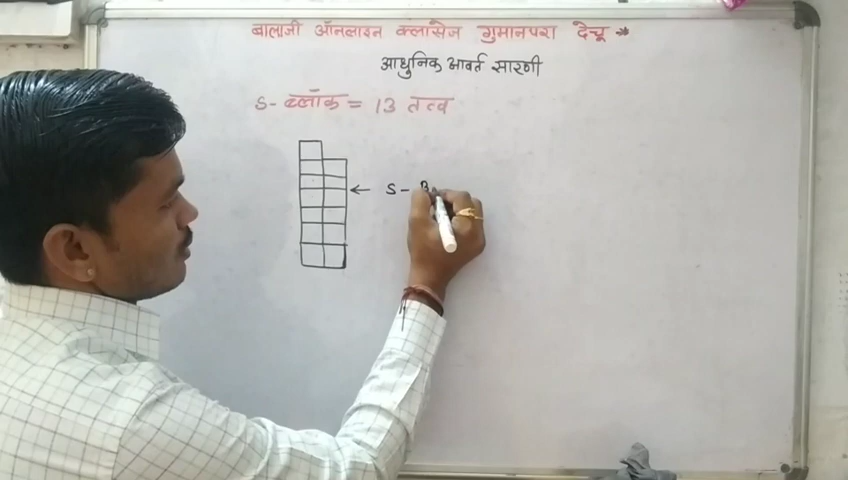 बालाजी ऑनलाइन क्लासेज गुमानपुरा देचू *
आधुनिक आवर्त सारणी
S- ब्लॉक = 13 तत्व
← S - B